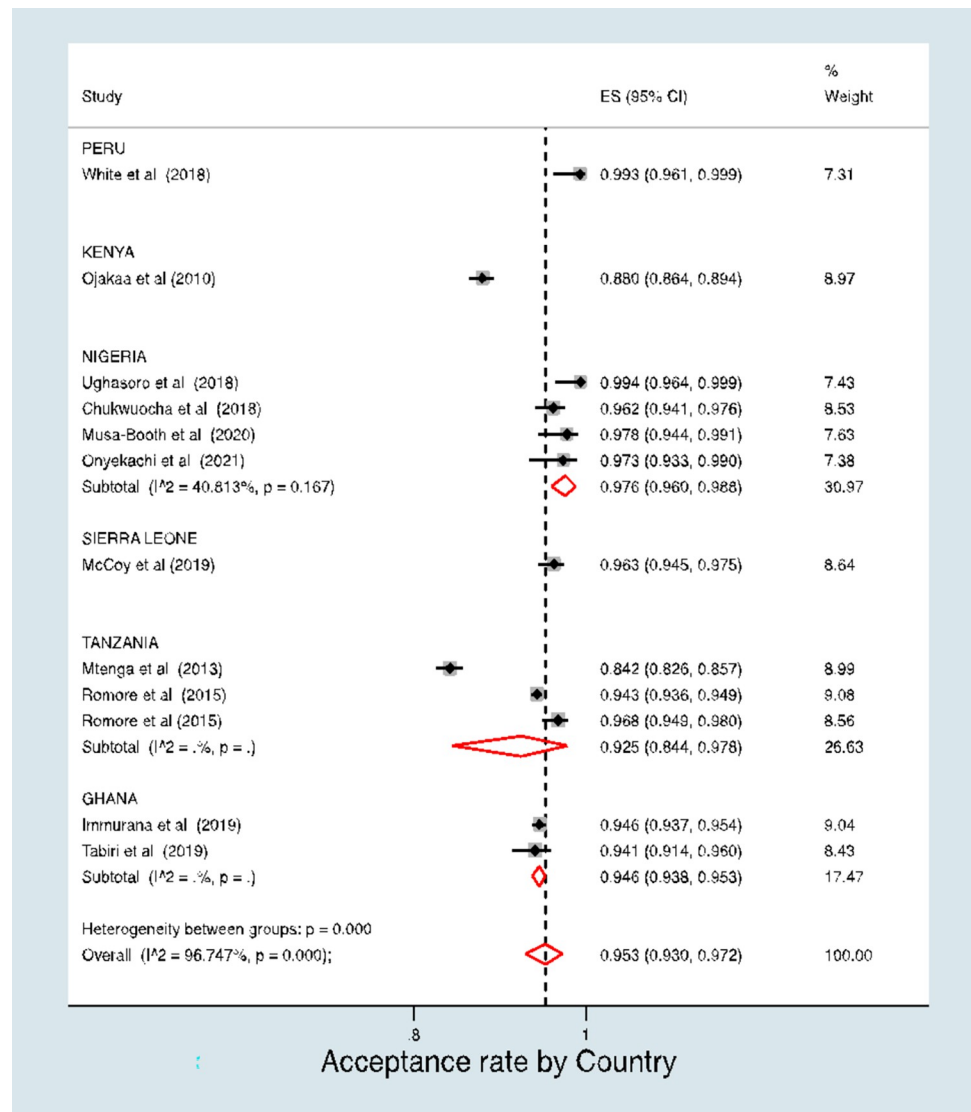 %
Study ES (95% CI) Weight
PERU
White et al (2018) 0.993 (0.961, 0.999) 7.31
KENYA
Ojakaa et al (2010) 0.880 (0.864, 0.894) 8.97
NIGERIA
Ughasoro et al (2018) 0.994 (0.964, 0.999) 7.43
Chukwuocha et al (2018) 0.962 (0.941, 0.976) 8.53
Musa-Booth et al (2020) 0.978 (0.944, 0.991) 7.63
Onyekachi et al (2021) 0.973 (0.933, 0.990) 7.38
Subtotal (I^2 = 40.813%, p = 0.167) 0.976 (0.960, 0.988) 30.97
SIERRA LEONE
McCoy et al (2019) 0.963 (0.945, 0.975) 8.64
TANZANIA
Mtenga et al (2013) 0.842 (0.826, 0.857) 8.99
Romore et al (2015) 0.943 (0.936, 0.949) 9.08
Romore et al (2015) 0.968 (0.949, 0.980) 8.56
Subtotal (I^2 = .%, p = .) 0.925 (0.844, 0.978) 26.63
GHANA
Immurana et al (2019) 0.946 (0.937, 0.954) 9.04
Tabiri et al (2019) 0.941 (0.914, 0.960) 8.43
Subtotal (I^2 = .%, p = .) 0.946 (0.938, 0.953) 17.47
Heterogeneity between groups: p = 0.000
Overall (I^2 = 96.747%, p = 0.000); 0.953 (0.930, 0.972) 100.00
.8 1
Acceptance rate by Country